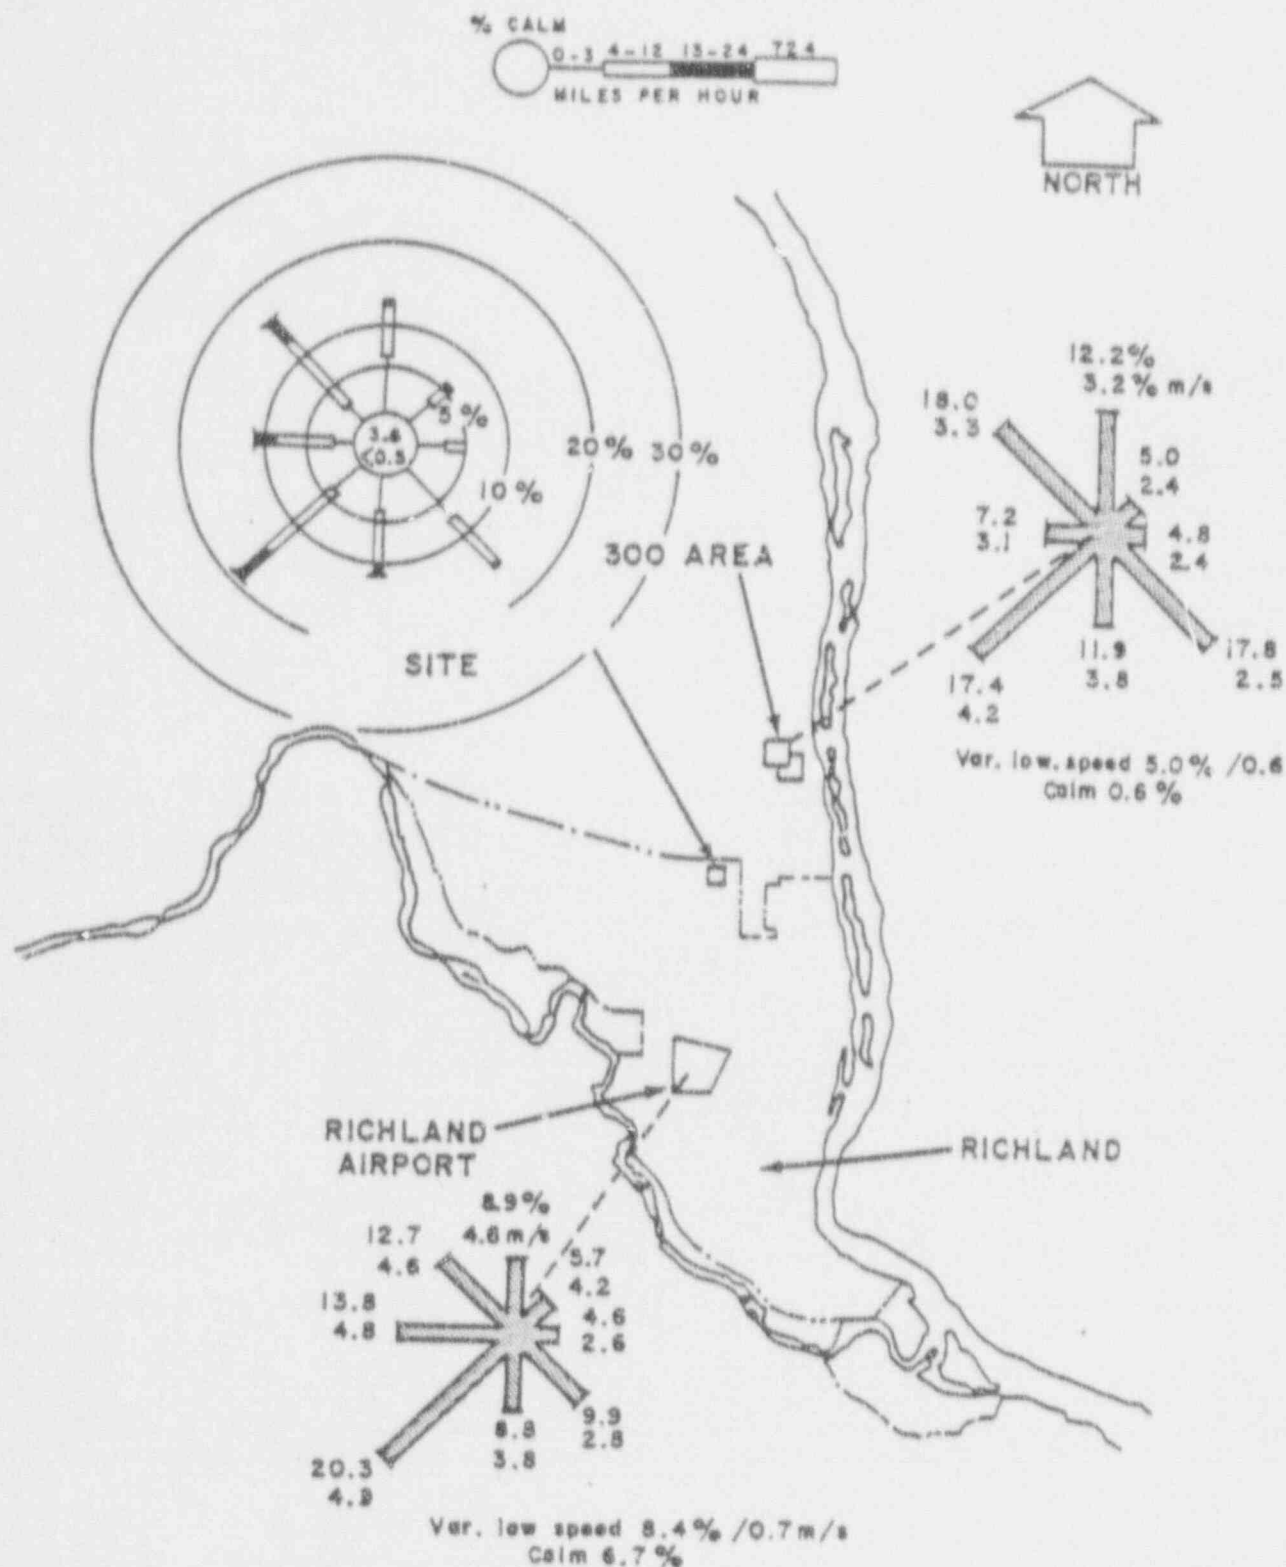 % CALM
0-3 4-12 13-24 724
MILES PER HOUR
NORTH
3.6
<0.5
5%
10%
20% 30%
SITE
300 AREA
12.2%
3.2% m/s
18.0
3.3
5.0
2.4
7.2
3.1
4.8
2.4
17.4
4.2
11.9
3.8
17.8
2.5
Var. low. speed 5.0% /0.6
Calm 0.6%
RICHLAND
AIRPORT
RICHLAND
8.9%
4.6 m/s
12.7
4.6
5.7
4.2
13.8
4.8
4.6
2.6
9.9
2.8
3.8
20.3
Var. low speed 8.4% /0.7 m/s
Calm 6.7%